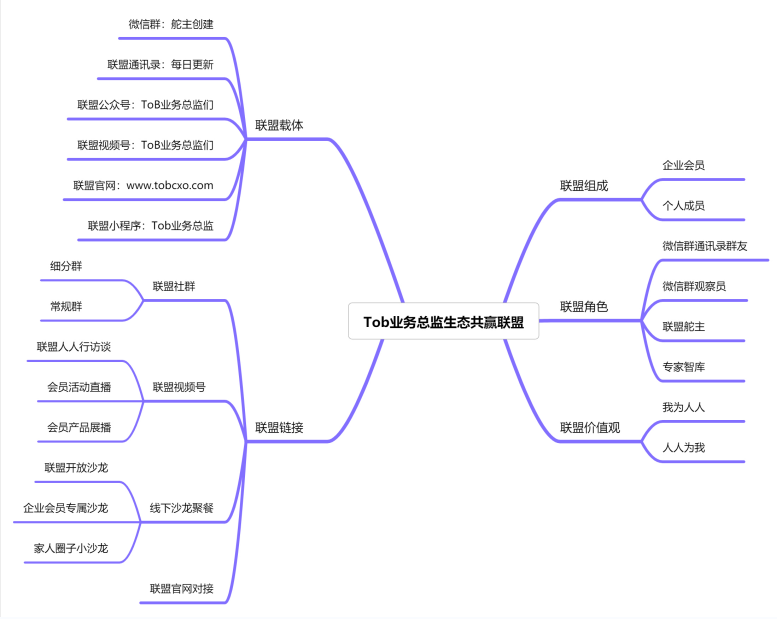 Tob业务总监生态共赢联盟
联盟载体
微信群：舵主创建
联盟通讯录：每日更新
联盟公众号：ToB业务总监们
联盟视频号：ToB业务总监们
联盟官网：www.tobcxo.com
联盟小程序：Tob业务总监
联盟链接
联盟社群
细分群
常规群
联盟视频号
联盟人人行访谈
会员活动直播
会员产品展播
线下沙龙聚餐
联盟开放沙龙
企业会员专属沙龙
家人圈子小沙龙
联盟官网对接
联盟组成
企业会员
个人成员
联盟角色
微信群通讯录群友
微信群观察员
联盟舵主
专家智库
联盟价值观
我为人人
人人为我